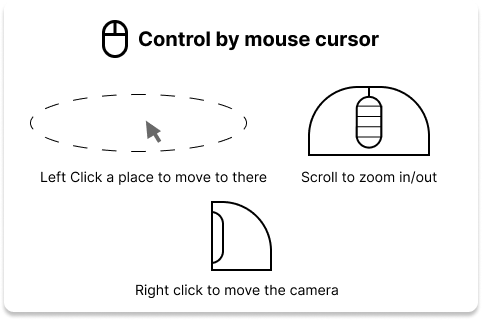 Control by mouse cursor
Left Click a place to move to there
Scroll to zoom in/out
Right click to move the camera